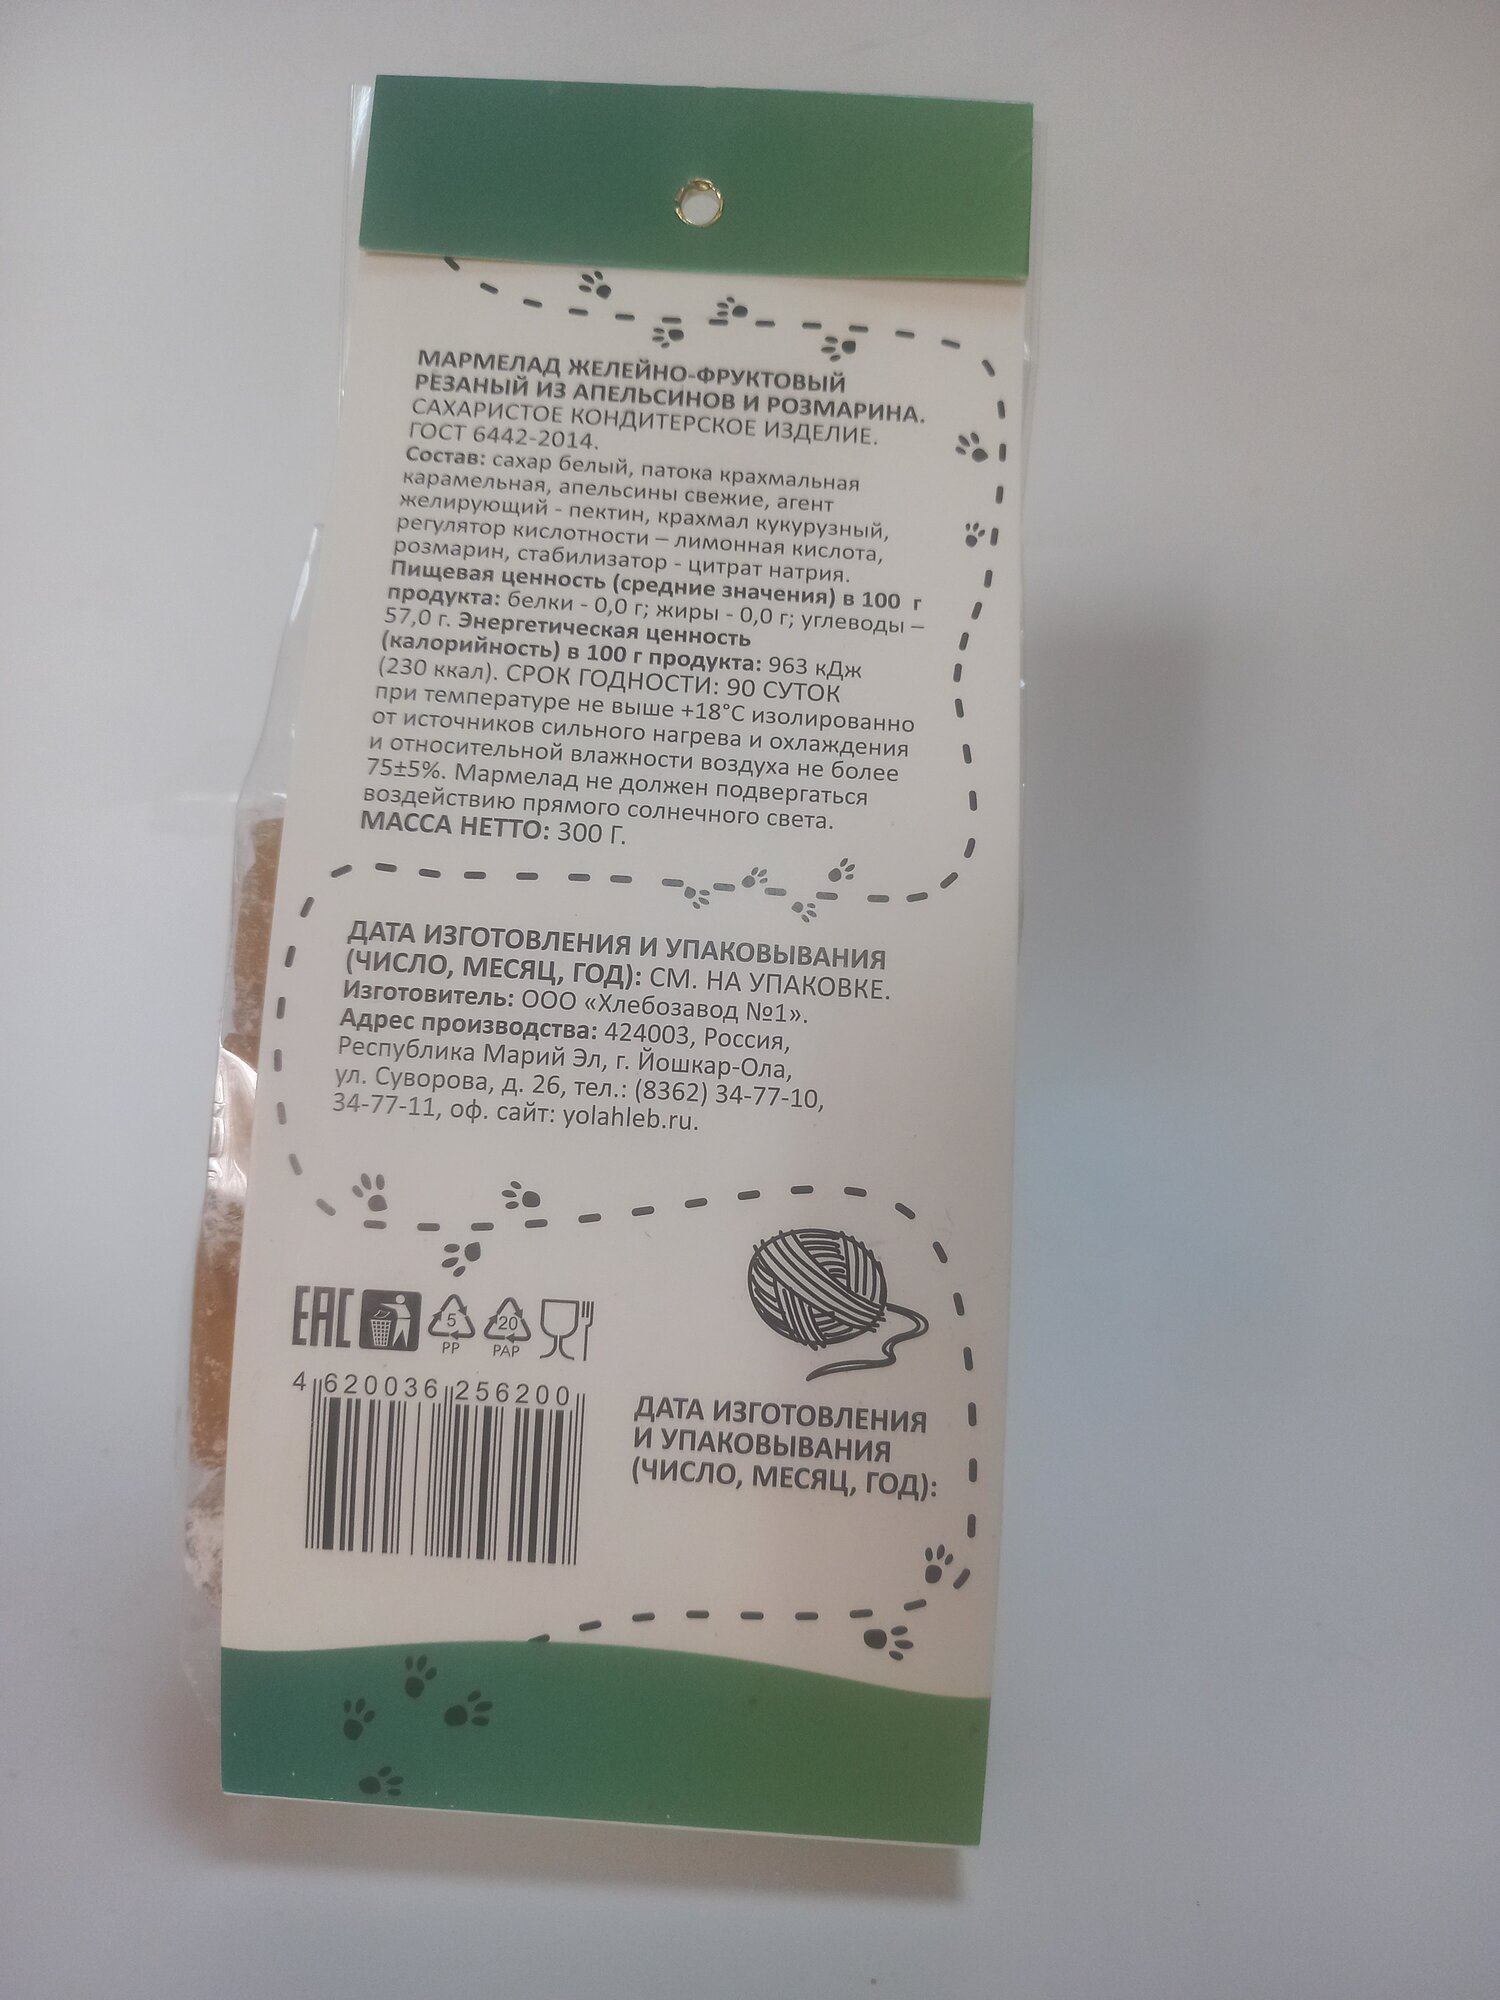 МАРМЕЛАД ЖЕЛЕЙНО-ФРУКТОВЫЙ
РЕЗАНЫЙ ИЗ АПЕЛЬСИНОВ И РОЗМАРИНА.
САХАРИСТОЕ КОНДИТЕРСКОЕ ИЗДЕЛИЕ.
ГОСТ 6442-2014.
Состав: сахар белый, патока крахмальная
карамельная, апельсины свежие, агент
желирующий - пектин, крахмал кукурузный,
регулятор кислотности – лимонная кислота,
розмарин, стабилизатор - цитрат натрия.
Пищевая ценность (средние значения) в 100 г
продукта: белки - 0,0 г; жиры - 0,0 г; углеводы –
57,0 г. Энергетическая ценность
(калорийность) в 100 г продукта: 963 кДж
(230 ккал). СРОК ГОДНОСТИ: 90 СУТОК
при температуре не выше +18°С изолированно
от источников сильного нагрева и охлаждения
и относительной влажности воздуха не более
75±5%. Мармелад не должен подвергаться
воздействию прямого солнечного света.
МАССА НЕТТО: 300 Г.
ДАТА ИЗГОТОВЛЕНИЯ И УПАКОВЫВАНИЯ
(ЧИСЛО, МЕСЯЦ, ГОД): СМ. НА УПАКОВКЕ.
Изготовитель: ООО «Хлебозавод №1».
Адрес производства: 424003, Россия,
Республика Марий Эл, г. Йошкар-Ола,
ул. Суворова, д. 26, тел.: (8362) 34-77-10,
34-77-11, оф. сайт: yolahleb.ru.
EAC
5
PP
20
PAP
4 620036 256200
ДАТА ИЗГОТОВЛЕНИЯ
И УПАКОВЫВАНИЯ
(ЧИСЛО, МЕСЯЦ, ГОД):